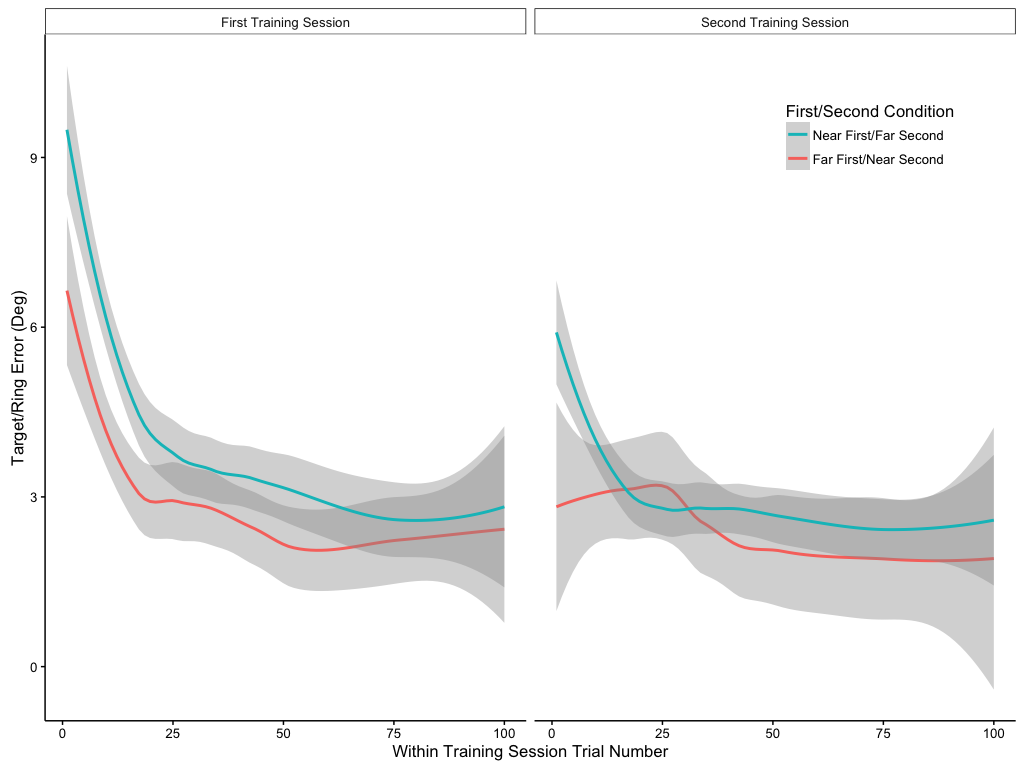 First Training Session
Second Training Session
First/Second Condition
Near First/Far Second
Far First/Near Second
Target/Ring Error (Deg)
9
6
3
0
0 25 50 75 100
0 25 50 75 100
Within Training Session Trial Number